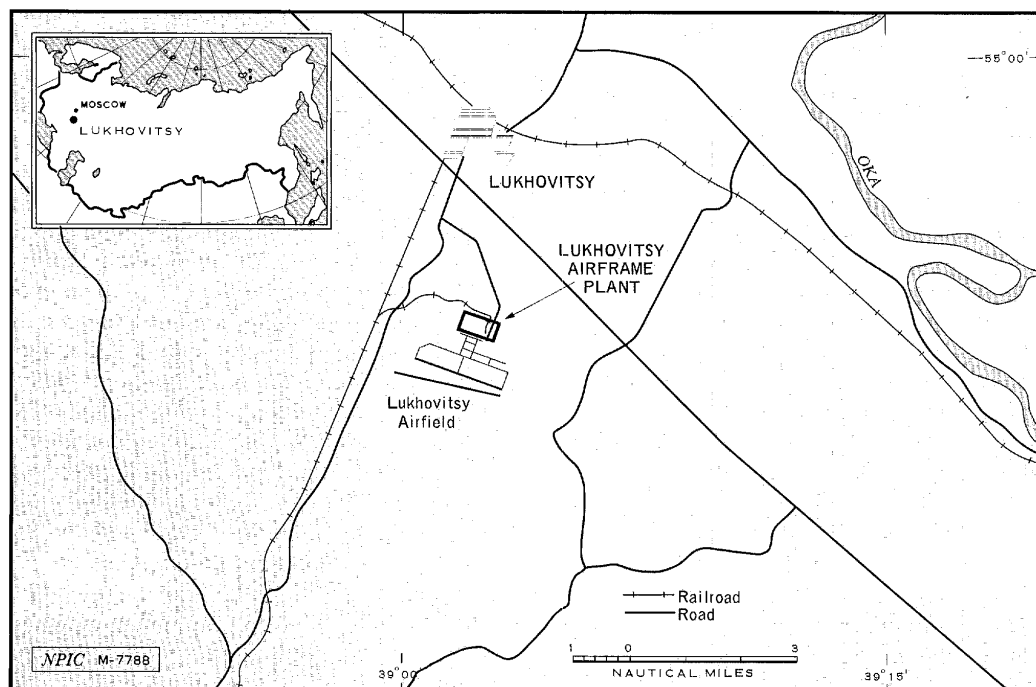 55°00'
MOSCOW
LUKHOVITSY
OKA
LUKHOVITSY
LUKHOVITSY
AIRFRAME
PLANT
Lukhovitsy
Airfield
Railroad
Road
NPIC M-7788
1 0 3
NAUTICAL MILES
39°00'
39°15'